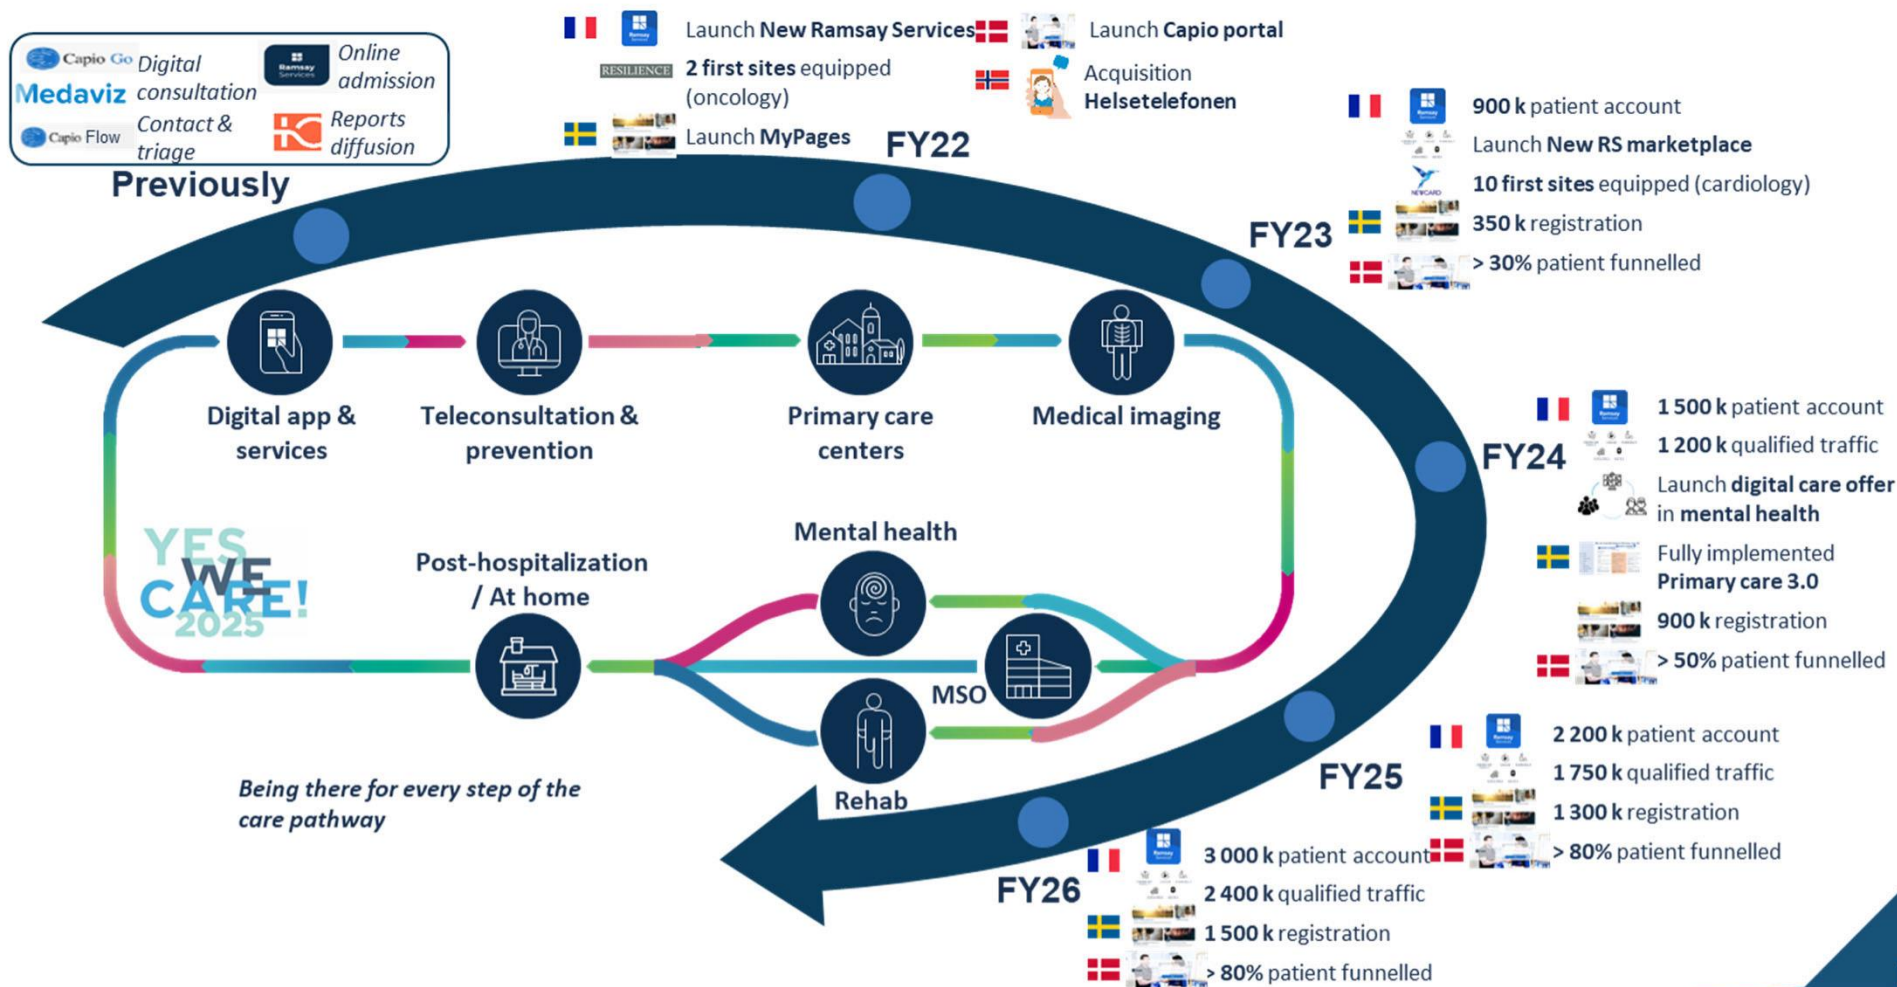 Capio Go
Digital
consultation
Medaviz
Capio Flow
Contact &
triage
Ramsay
Services
Online
admission
Reports
diffusion
Previously
Launch New Ramsay Services
RESILIENCE
2 first sites equipped
(oncology)
Launch MyPages
Launch Capio portal
Acquisition
Helsetelefonen
FY22
900 k patient account
Launch New RS marketplace
NEWCARD
10 first sites equipped (cardiology)
350 k registration
> 30% patient funnelled
FY23
Digital app &
services
Teleconsultation &
prevention
Primary care
centers
Medical imaging
1 500 k patient account
1 200 k qualified traffic
Launch digital care offer
in mental health
Fully implemented
Primary care 3.0
900 k registration
> 50% patient funnelled
FY24
YES
WE
CARE!
2025
Post-hospitalization
/ At home
Mental health
MSO
Rehab
Being there for every step of the
care pathway
FY25
Ramsay
2 200 k patient account
1 750 k qualified traffic
1 300 k registration
> 80% patient funnelled
FY26
Ramsay
3 000 k patient account
2 400 k qualified traffic
1 500 k registration
> 80% patient funnelled